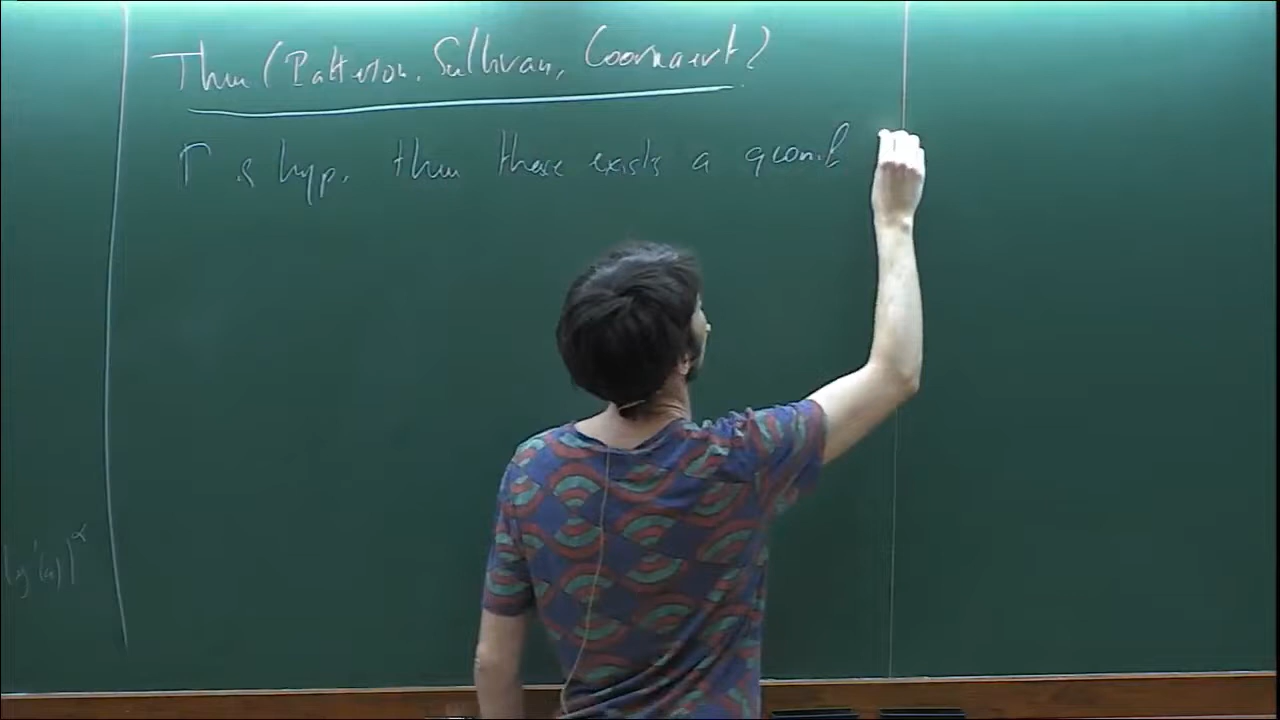 Thm (Patterson, Sullivan, Coornaert)
Γ is hyp. then there exists a q conf
|g'(a)|^α